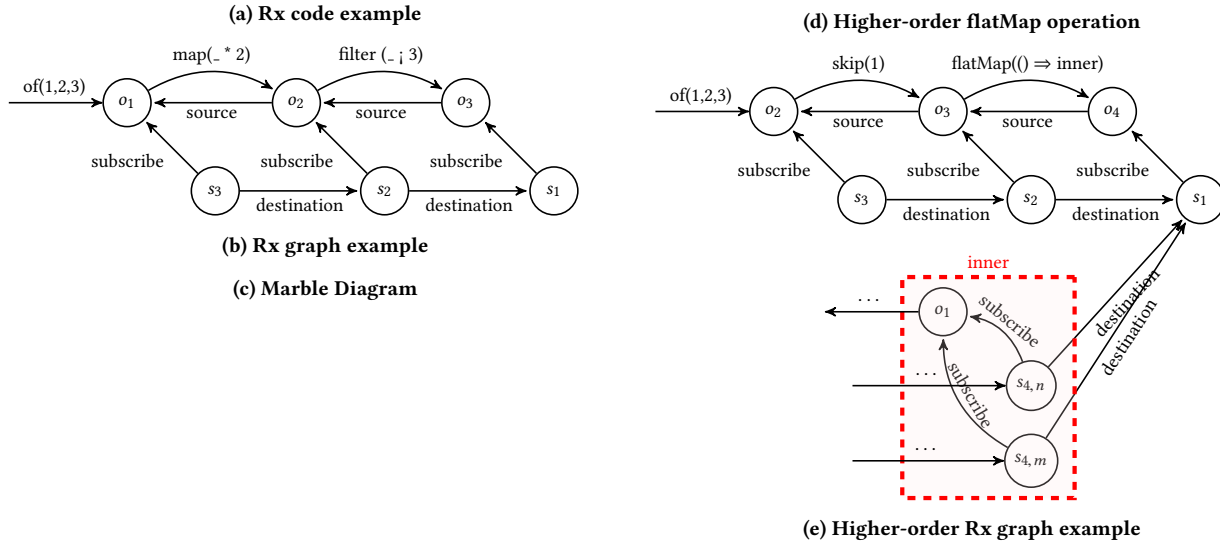 (a) Rx code example
map(_ * 2)
filter (_ ¡ 3)
of(1,2,3)
o1
o2
o3
source
source
subscribe
subscribe
subscribe
s3
s2
s1
destination
destination
(b) Rx graph example
(c) Marble Diagram
(d) Higher-order flatMap operation
skip(1)
flatMap(() ⇒ inner)
of(1,2,3)
o2
o3
o4
source
source
subscribe
subscribe
subscribe
s3
s2
s1
destination
destination
inner
...
o1
subscribe
destination
destination
...
subscribe
s4,n
...
s4,m
(e) Higher-order Rx graph example